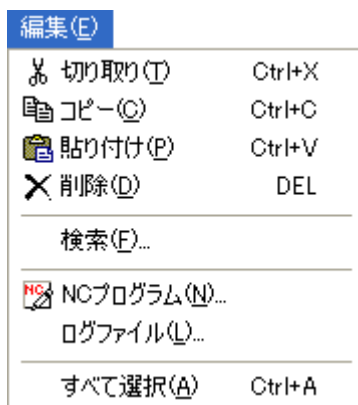 編集(E)
切り取り(T) Ctrl+X
コピー(C) Ctrl+C
貼り付け(P) Ctrl+V
削除(D) DEL
検索(F)...
NC NCプログラム(N)...
ログファイル(L)...
すべて選択(A) Ctrl+A